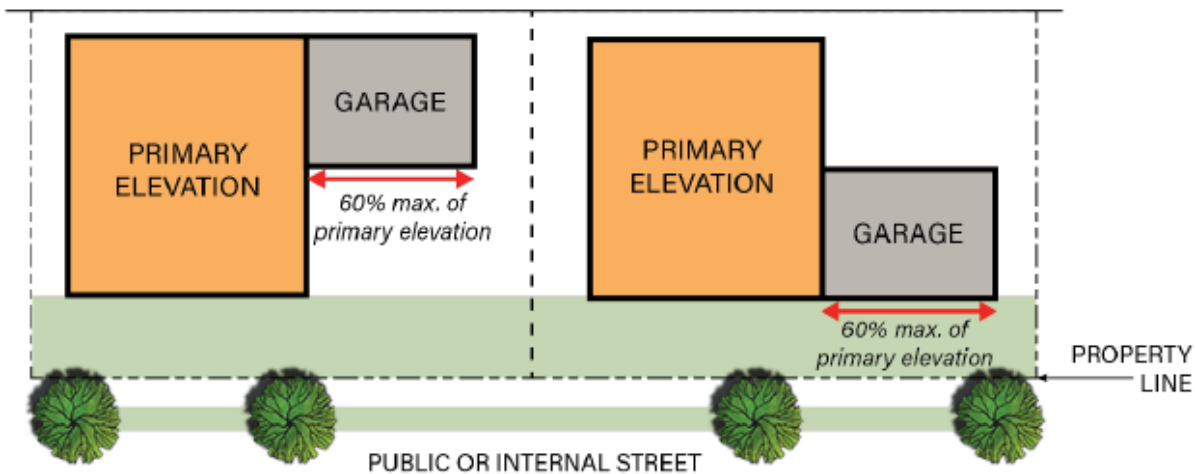 PRIMARY
ELEVATION
GARAGE
60% max. of
primary elevation
PRIMARY
ELEVATION
GARAGE
60% max. of
primary elevation
PROPERTY
LINE
PUBLIC OR INTERNAL STREET